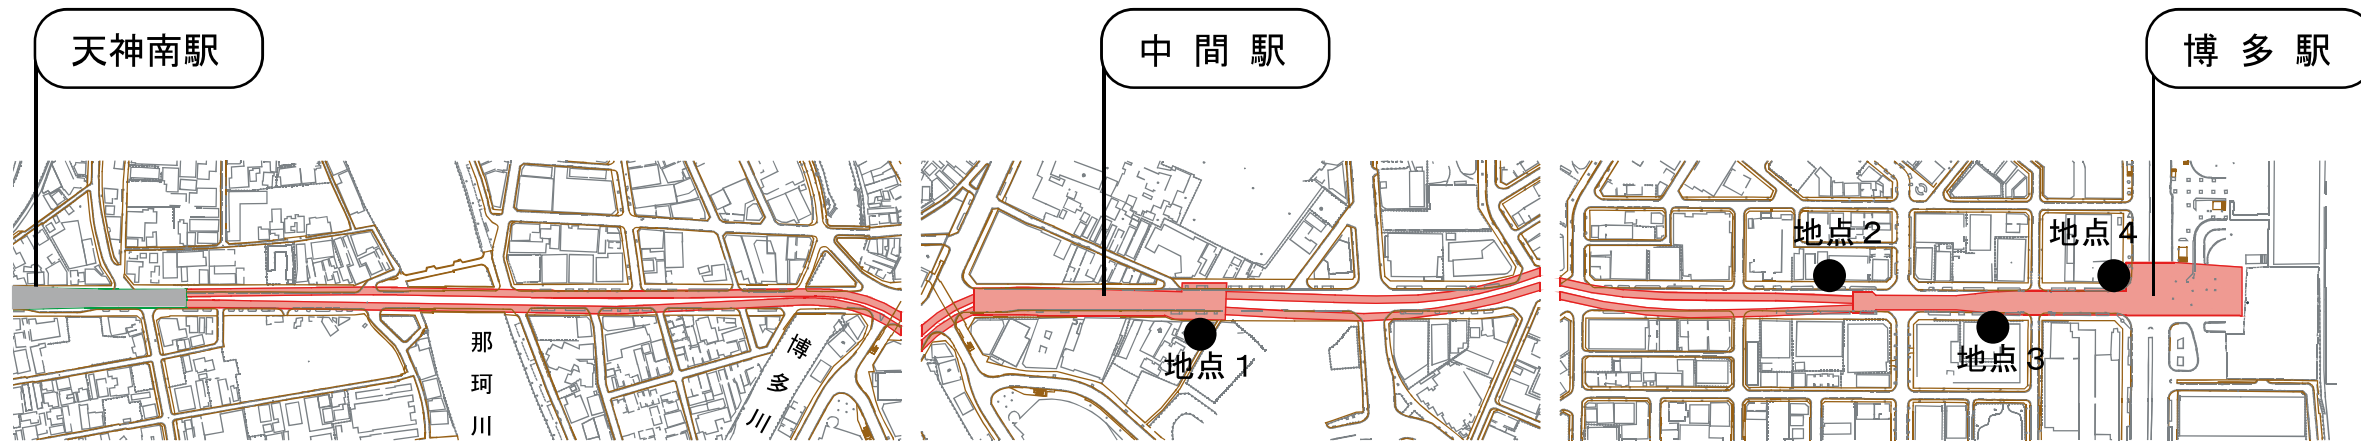 天神南駅
中間駅
博多駅
那珂川
博多川
地点1
地点2
地点3
地点4